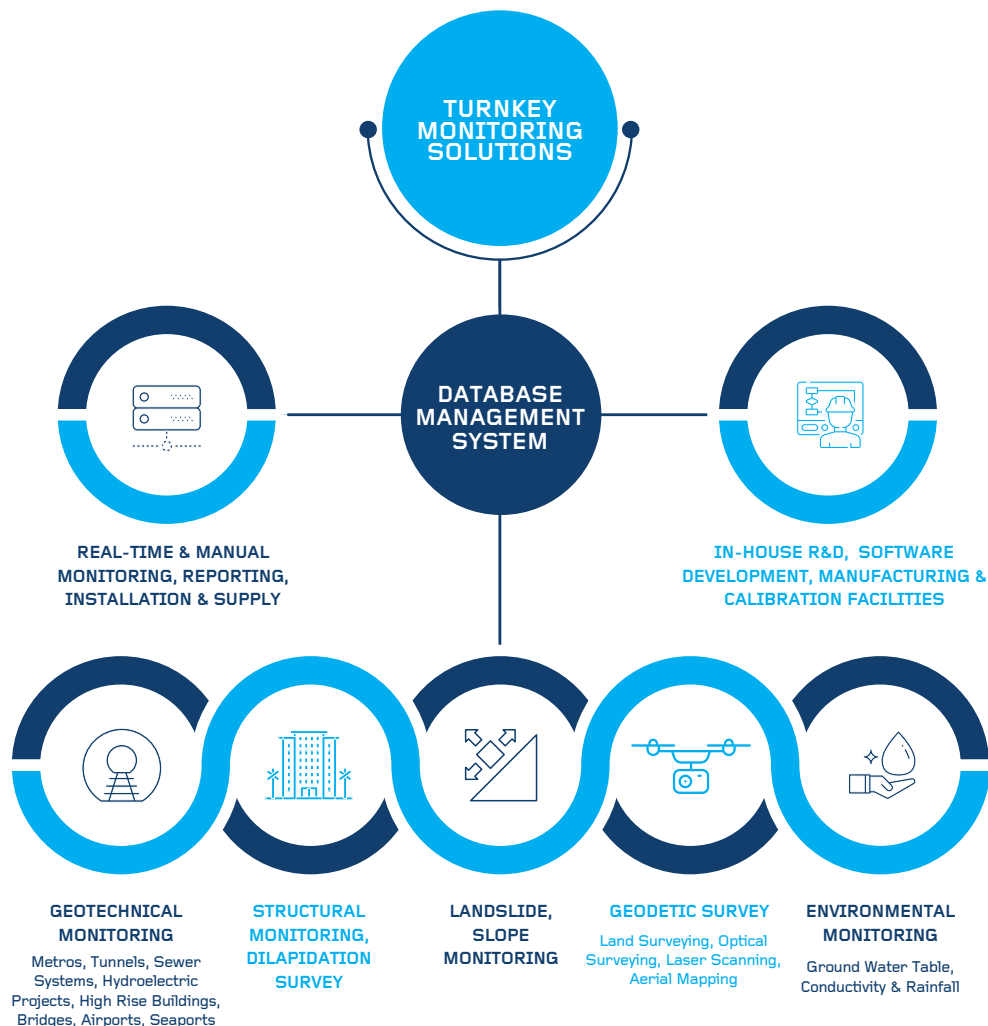 TURNKEY
MONITORING
SOLUTIONS
DATABASE
MANAGEMENT
SYSTEM
REAL-TIME & MANUAL
MONITORING, REPORTING,
INSTALLATION & SUPPLY
IN-HOUSE R&D, SOFTWARE
DEVELOPMENT, MANUFACTURING &
CALIBRATION FACILITIES
GEOTECHNICAL
MONITORING
Metros, Tunnels, Sewer
Systems, Hydroelectric
Projects, High Rise Buildings,
Bridges, Airports, Seaports
STRUCTURAL
MONITORING,
DILAPIDATION
SURVEY
LANDSLIDE,
SLOPE
MONITORING
GEODETIC SURVEY
Land Surveying, Optical
Surveying, Laser Scanning,
Aerial Mapping
ENVIRONMENTAL
MONITORING
Ground Water Table,
Conductivity & Rainfall